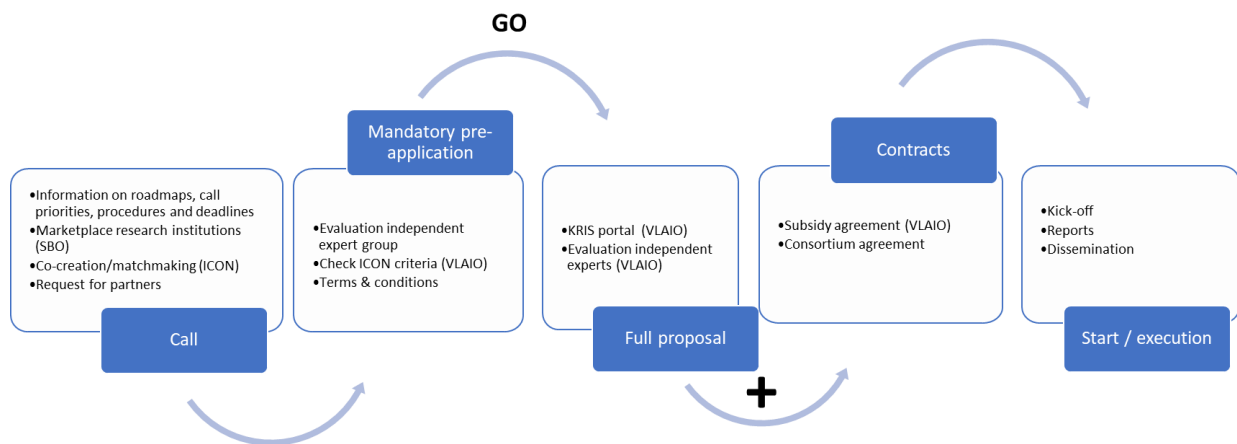 GO
Mandatory pre-
application
Contracts
•Information on roadmaps, call
priorities, procedures and deadlines
•Marketplace research institutions
(SBO)
•Co-creation/matchmaking (ICON)
•Request for partners
Call
•Evaluation independent
expert group
•Check ICON criteria (VLAIO)
•Terms & conditions
•KRIS portal (VLAIO)
•Evaluation independent
experts (VLAIO)
Full proposal
+
•Subsidy agreement (VLAIO)
•Consortium agreement
•Kick-off
•Reports
•Dissemination
Start / execution